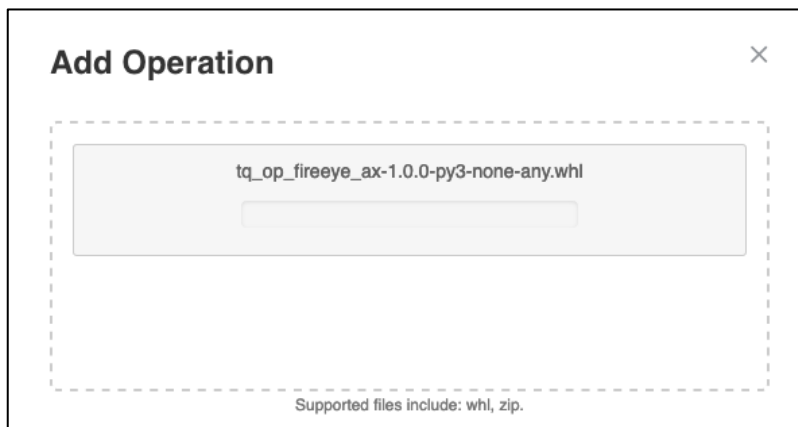 Add Operation
tq_op_fireeye_ax-1.0.0-py3-none-any.whl
Supported files include: whl, zip.